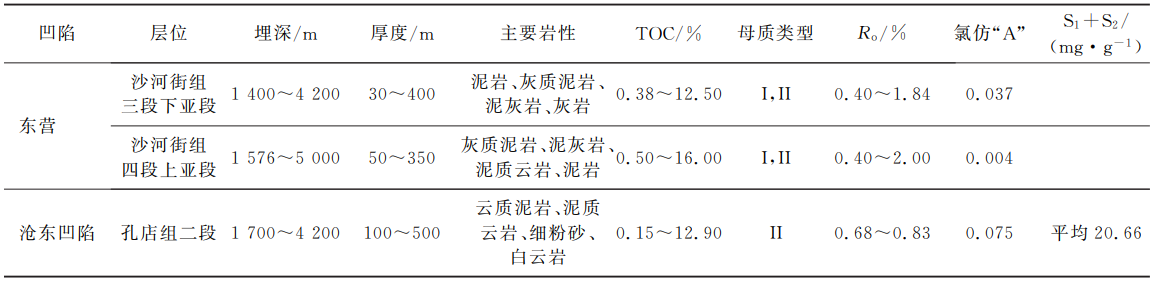 凹陷 层位 埋深/m 厚度/m 主要岩性 TOC/% 母质类型 Ro/% 氯仿“A” S1+S2/
(mg·g−1)
东营
沙河街组
三段下亚段
1 400～4 200 30～400
泥岩、灰质泥岩、
泥灰岩、灰岩
0.38～12.50 I,II 0.40～1.84 0.037
沙河街组
四段上亚段
1 576～5 000 50～350
灰质泥岩、泥灰岩、
泥质云岩、泥岩
0.50～16.00 I,II 0.40～2.00 0.004
沧东凹陷 孔店组二段 1 700～4 200 100～500
云质泥岩、泥质
云岩、细粉砂、
白云岩
0.15～12.90 II 0.68～0.83 0.075 平均 20.66